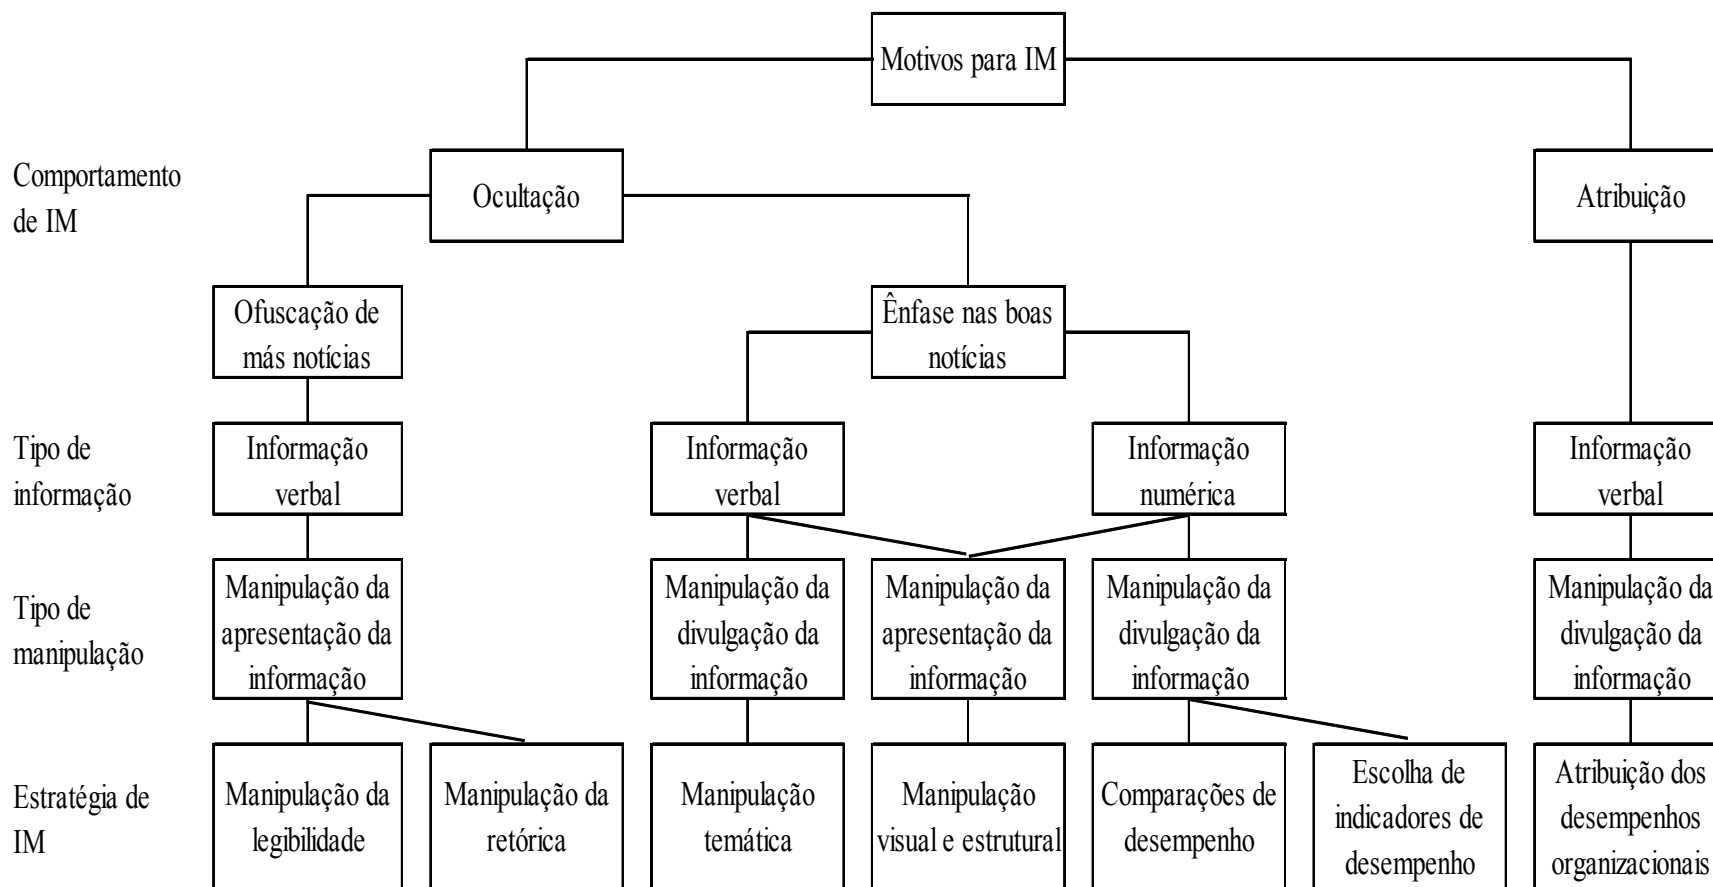 Motivos para IM
Comportamento
de IM
Ocultação
Atribuição
Ofuscação de
más notícias
Ênfase nas boas
notícias
Tipo de
informação
Informação
verbal
Informação
verbal
Informação
numérica
Informação
verbal
Tipo de
manipulação
Manipulação da
apresentação da
informação
Manipulação da
divulgação da
informação
Manipulação da
apresentação da
informação
Manipulação da
divulgação da
informação
Manipulação da
divulgação da
informação
Estratégia de
IM
Manipulação da
legibilidade
Manipulação da
retórica
Manipulação
temática
Manipulação
visual e estrutural
Comparações de
desempenho
Escolha de
indicadores de
desempenho
Atribuição dos
desempenhos
organizacionais